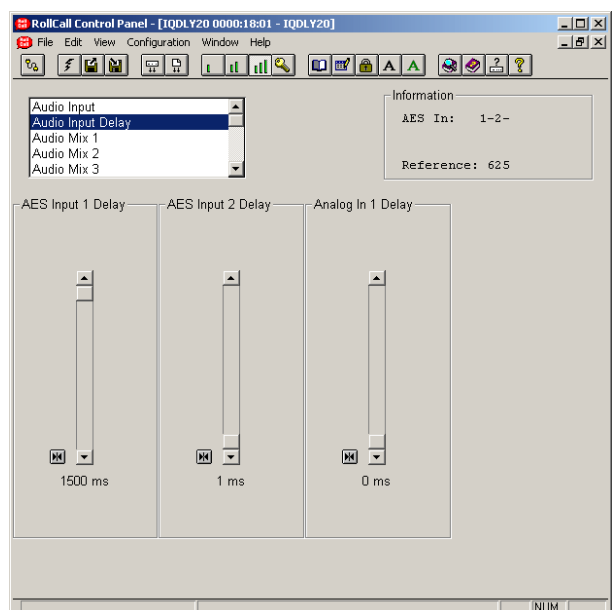 RollCall Control Panel - [IQDLY20 0000:18:01 - IQDLY20]
File Edit View Configuration Window Help
A A
Audio Input
Audio Input Delay
Audio Mix 1
Audio Mix 2
Audio Mix 3
Information
AES In: 1-2-
Reference: 625
AES Input 1 Delay
AES Input 2 Delay
Analog In 1 Delay
1500 ms
1 ms
0 ms
NUM